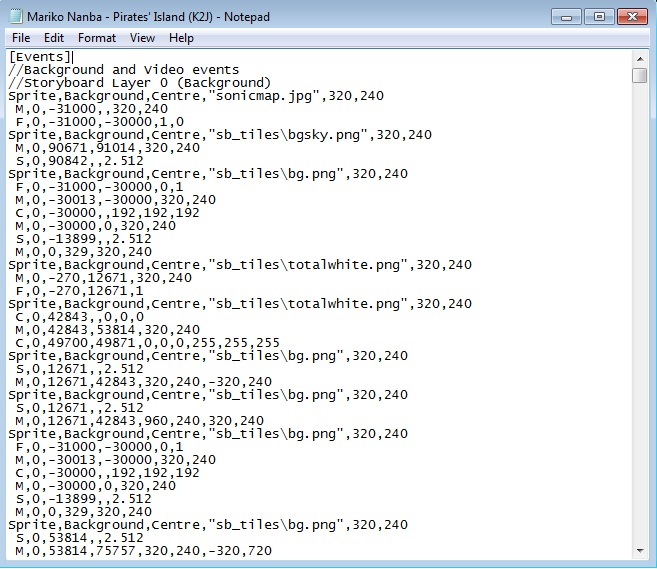 Mariko Nanba - Pirates' Island (K2J) - Notepad
File Edit Format View Help
[Events]
//Background and Video events
//Storyboard Layer 0 (Background)
Sprite,Background,Centre,"sonicmap.jpg",320,240
 M,0,-31000,,320,240
 F,0,-31000,-30000,1,0
Sprite,Background,Centre,"sb_tiles\bgsky.png",320,240
 M,0,90671,91014,320,240
 S,0,90842,,2.512
Sprite,Background,Centre,"sb_tiles\bg.png",320,240
 F,0,-31000,-30000,0,1
 M,0,-30013,-30000,320,240
 C,0,-30000,,192,192,192
 M,0,-30000,0,320,240
 S,0,-13899,,2.512
 M,0,0,329,320,240
Sprite,Background,Centre,"sb_tiles\totalwhite.png",320,240
 M,0,-270,12671,320,240
 F,0,-270,12671,1
Sprite,Background,Centre,"sb_tiles\totalwhite.png",320,240
 C,0,42843,,0,0,0
 M,0,42843,53814,320,240
 C,0,49700,49871,0,0,0,255,255,255
Sprite,Background,Centre,"sb_tiles\bg.png",320,240
 S,0,12671,,2.512
 M,0,12671,42843,320,240,-320,240
Sprite,Background,Centre,"sb_tiles\bg.png",320,240
 S,0,12671,,2.512
 M,0,12671,42843,960,240,320,240
Sprite,Background,Centre,"sb_tiles\bg.png",320,240
 F,0,-31000,-30000,0,1
 M,0,-30013,-30000,320,240
 C,0,-30000,,192,192,192
 M,0,-30000,0,320,240
 S,0,-13899,,2.512
 M,0,0,329,320,240
Sprite,Background,Centre,"sb_tiles\bg.png",320,240
 S,0,53814,,2.512
 M,0,53814,75757,320,240,-320,720